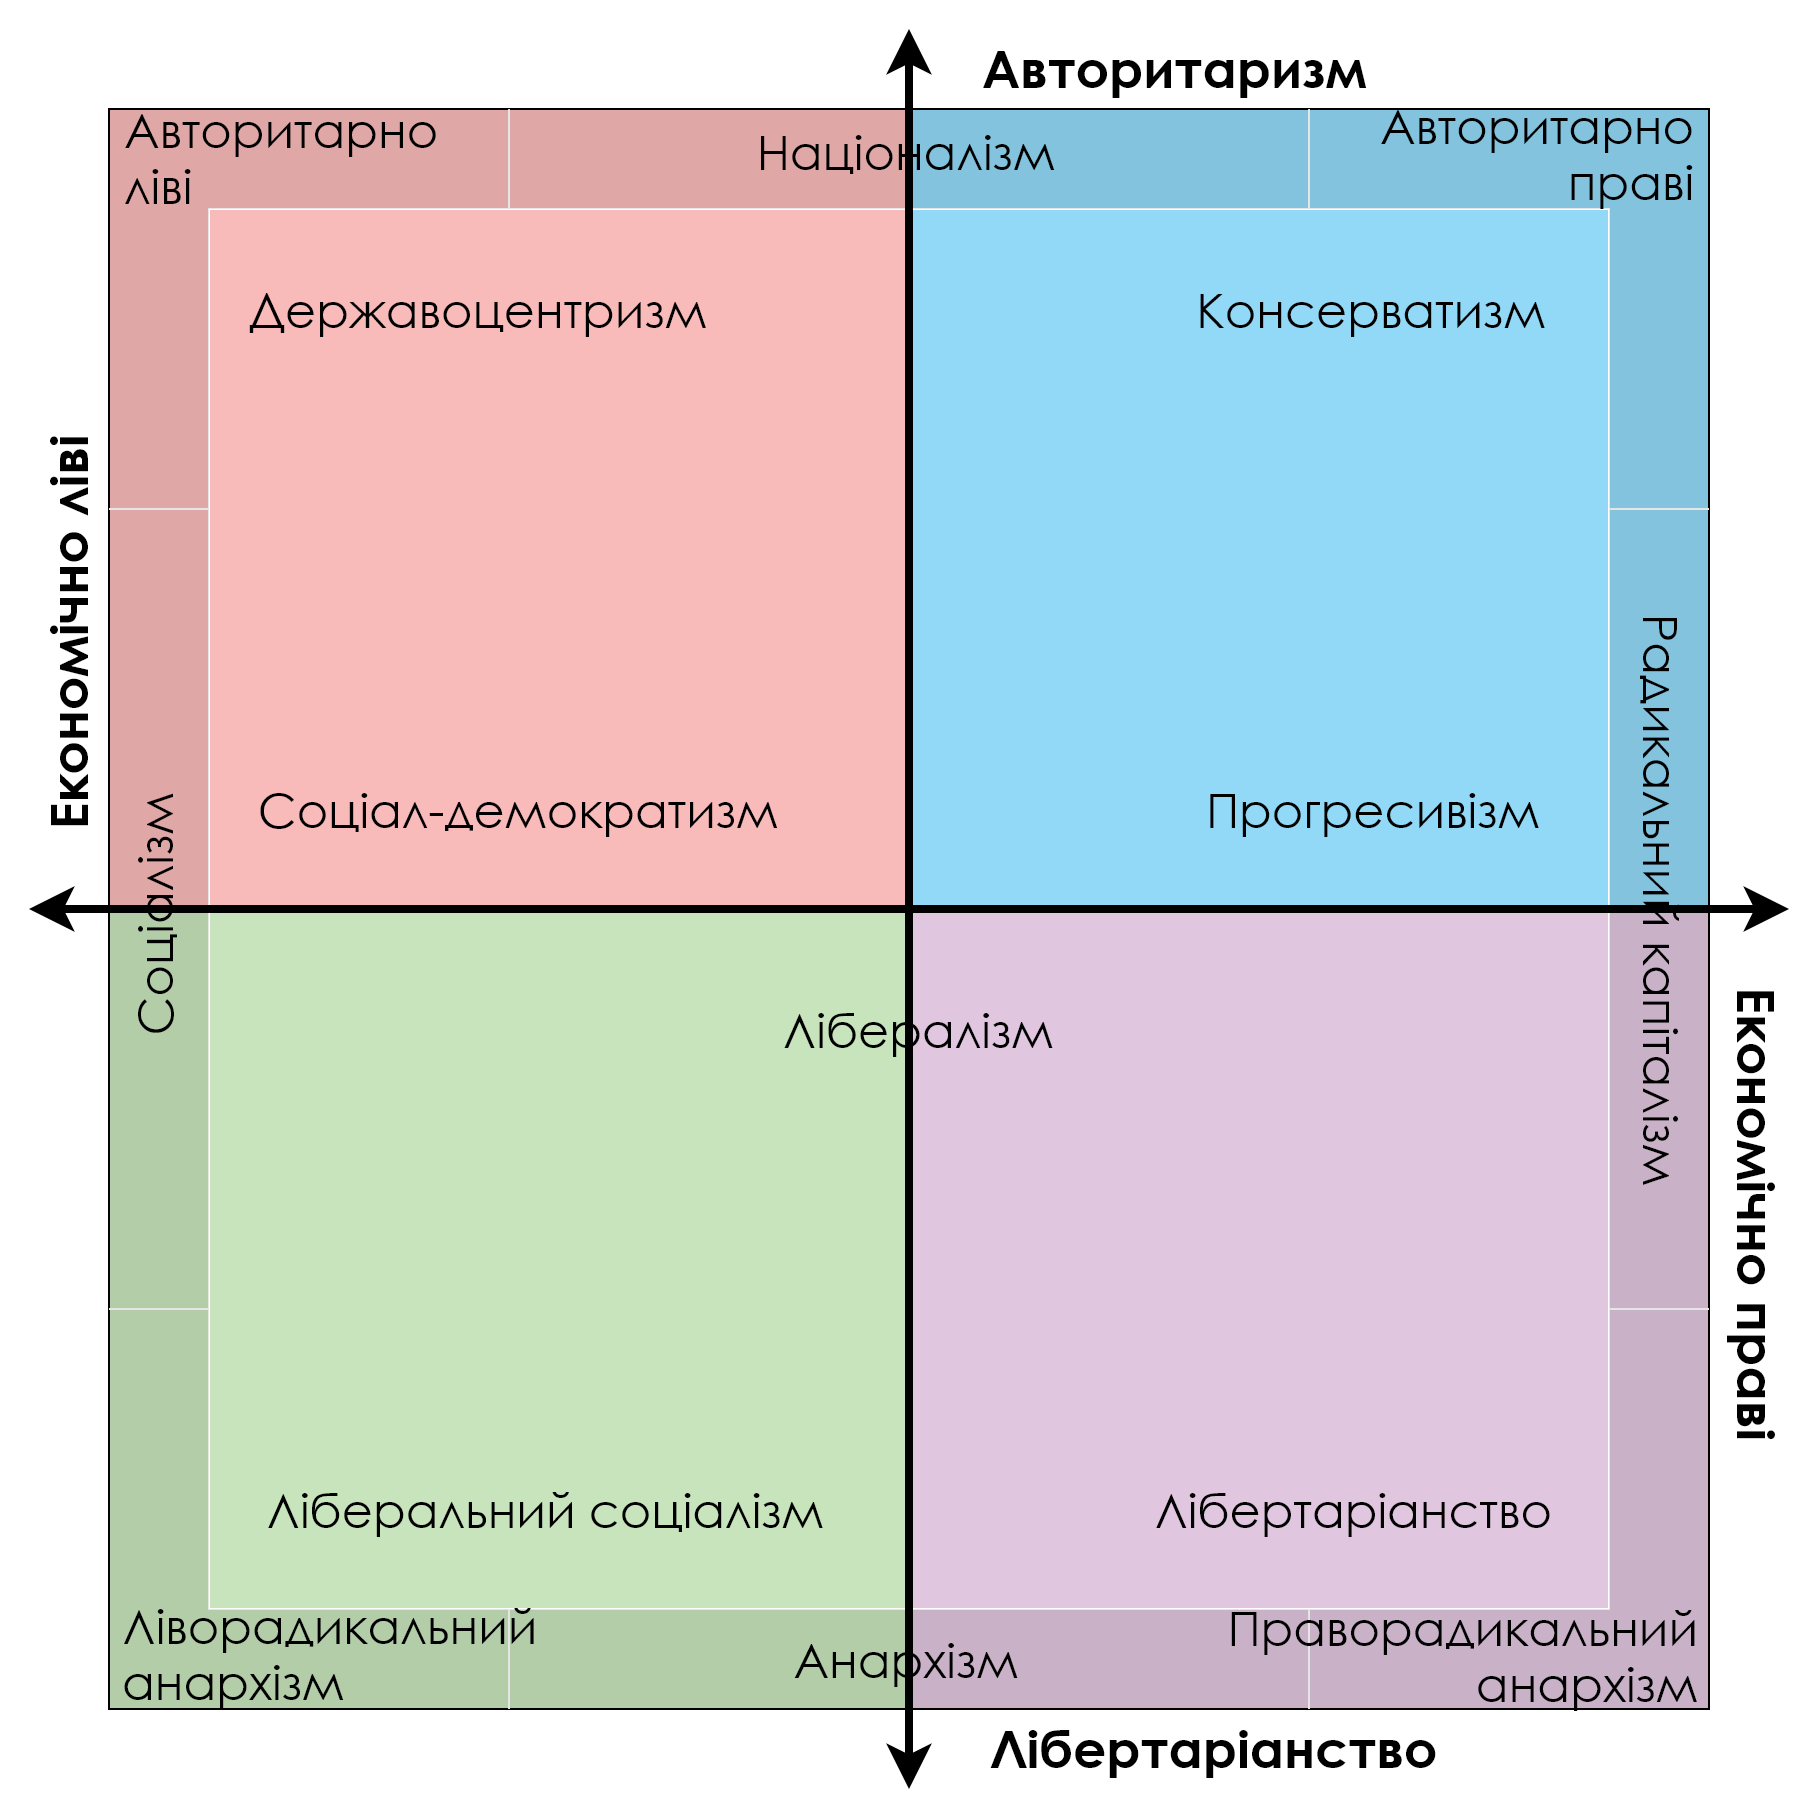 Авторитаризм
Авторитарно
ліві
Націоналізм
Авторитарно
праві
Державоцентризм
Консерватизм
Економічно ліві
Соціал-демократизм
Прогресивізм
Соціалізм
Радикальний капіталізм
Лібералізм
Економічно праві
Ліберальний соціалізм
Лібертаріанство
Ліворадикальний
анархізм
Анархізм
Праворадикальний
анархізм
Лібертаріанство